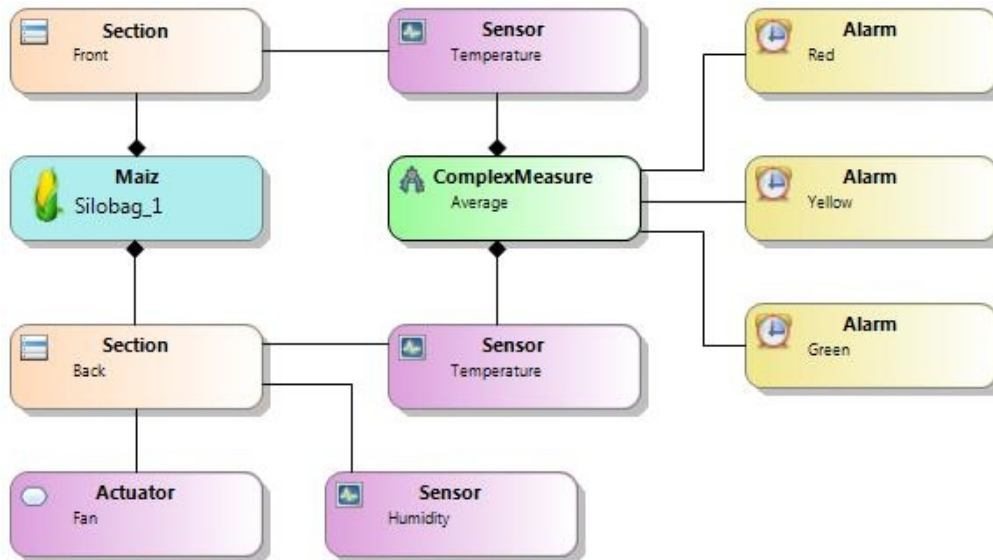 Section
Front
Sensor
Temperature
Alarm
Red
Maiz
Silobag_1
ComplexMeasure
Average
Alarm
Yellow
Section
Back
Sensor
Temperature
Alarm
Green
Actuator
Fan
Sensor
Humidity